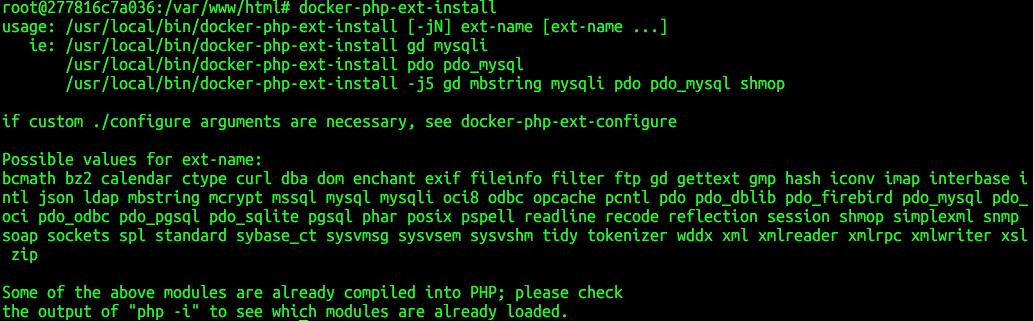 root@277816c7a036:/var/www/html# docker-php-ext-install
usage: /usr/local/bin/docker-php-ext-install [-jN] ext-name [ext-name ...]
   ie: /usr/local/bin/docker-php-ext-install gd mysqli
       /usr/local/bin/docker-php-ext-install pdo pdo_mysql
       /usr/local/bin/docker-php-ext-install -j5 gd mbstring mysqli pdo pdo_mysql shmop

if custom ./configure arguments are necessary, see docker-php-ext-configure

Possible values for ext-name:
bcmath bz2 calendar ctype curl dba dom enchant exif fileinfo filter ftp gd gettext gmp hash iconv imap interbase i
ntl json ldap mbstring mcrypt mssql mysql mysqli oci8 odbc opcache pcntl pdo pdo_dblib pdo_firebird pdo_mysql pdo_
oci pdo_odbc pdo_pgsql pdo_sqlite pgsql phar posix pspell readline recode reflection session shmop simplexml snmp 
soap sockets spl standard sybase_ct sysvmsg sysvsem sysvshm tidy tokenizer wddx xml xmlreader xmlrpc xmlwriter xsl
 zip

Some of the above modules are already compiled into PHP; please check
the output of "php -i" to see which modules are already loaded.